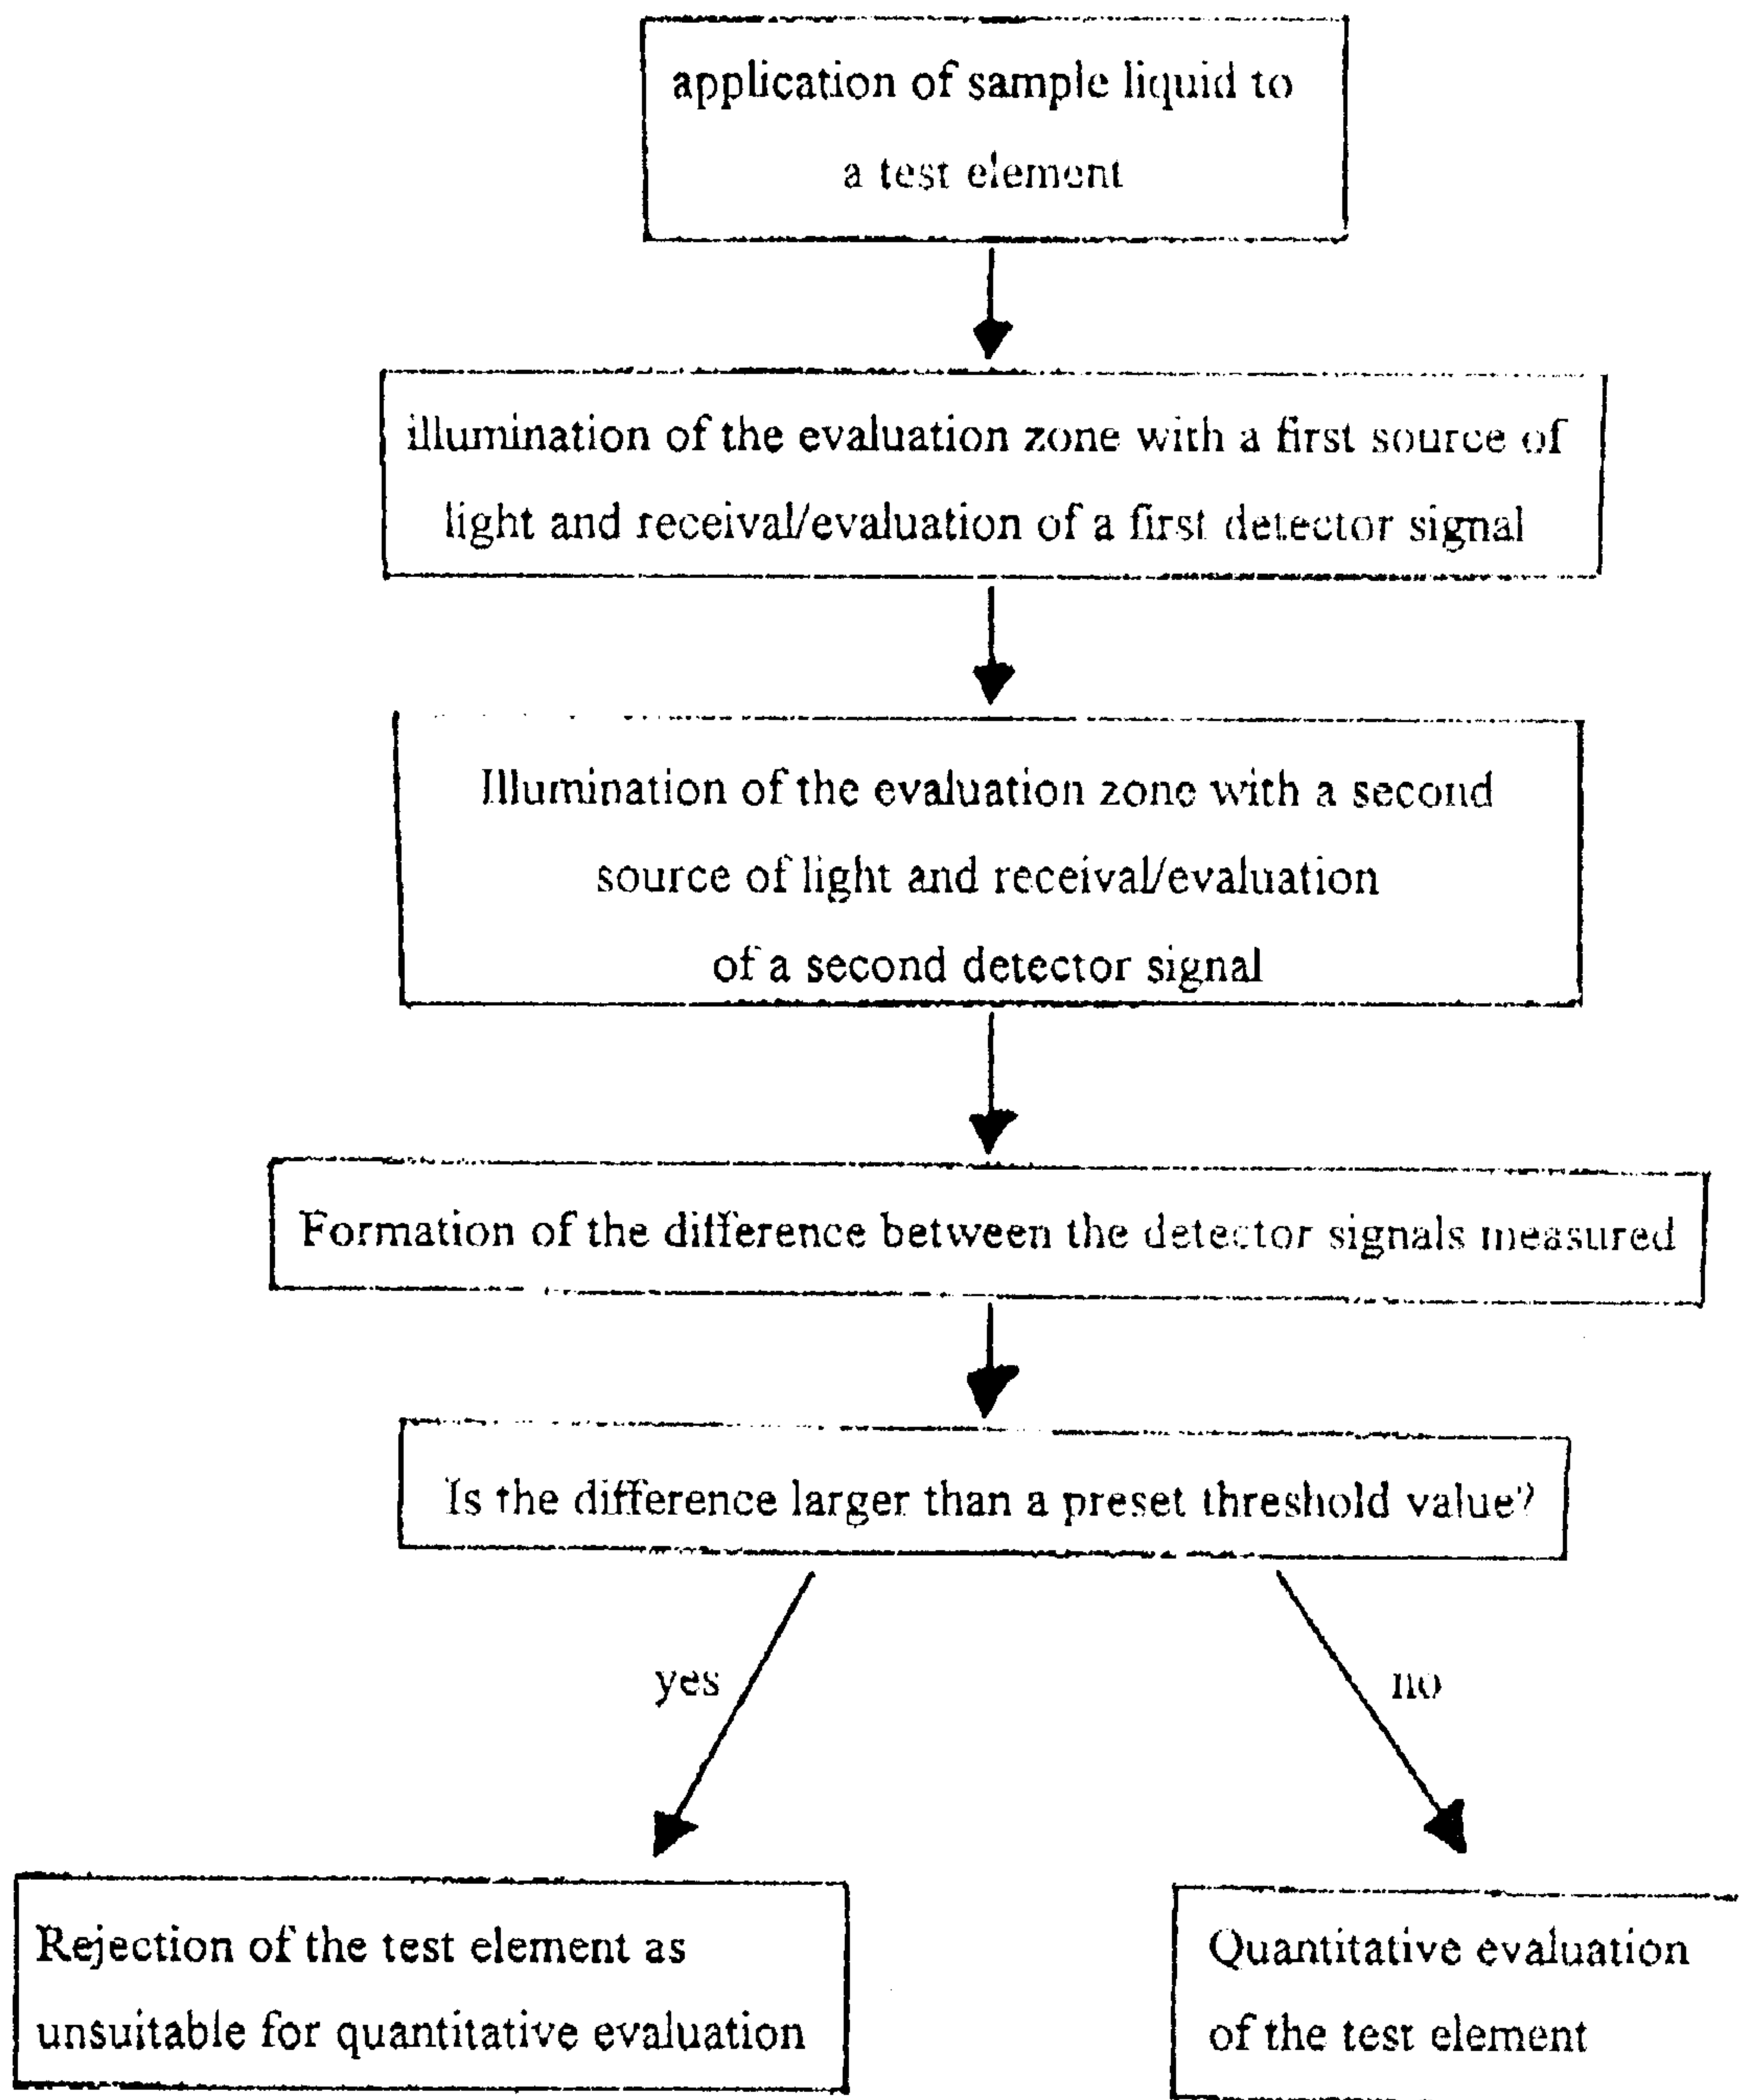 application of sample liquid to
a test element
illumination of the evaluation zone with a first source of
light and receival/evaluation of a first detector signal
Illumination of the evaluation zone with a second
source of light and receival/evaluation
of a second detector signal
Formation of the difference between the detector signals measured
Is the difference larger than a preset threshold value?
yes
no
Rejection of the test element as
unsuitable for quantitative evaluation
Quantitative evaluation
of the test element